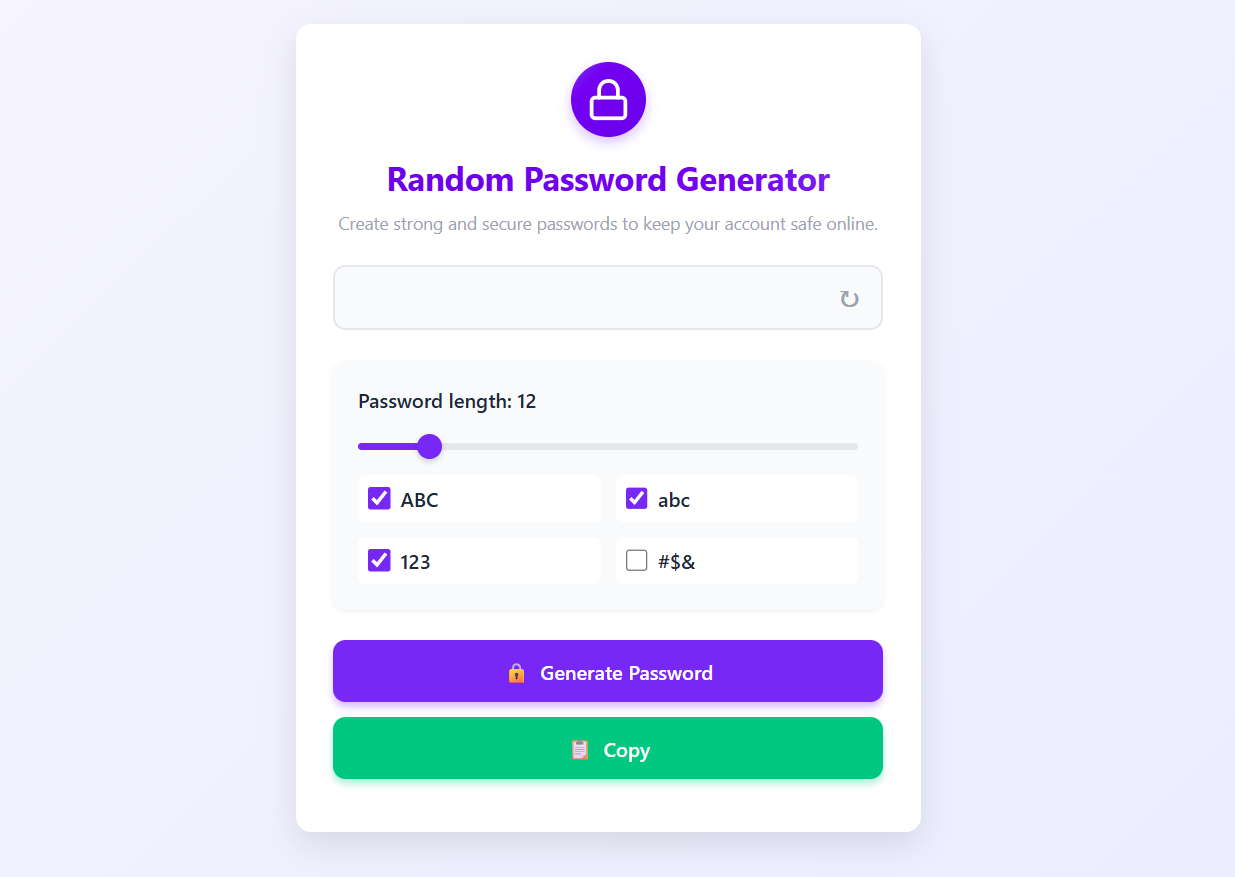 Random Password Generator
Create strong and secure passwords to keep your account safe online.
↻
Password length: 12
ABC
abc
123
#$&
🔒 Generate Password
📋 Copy